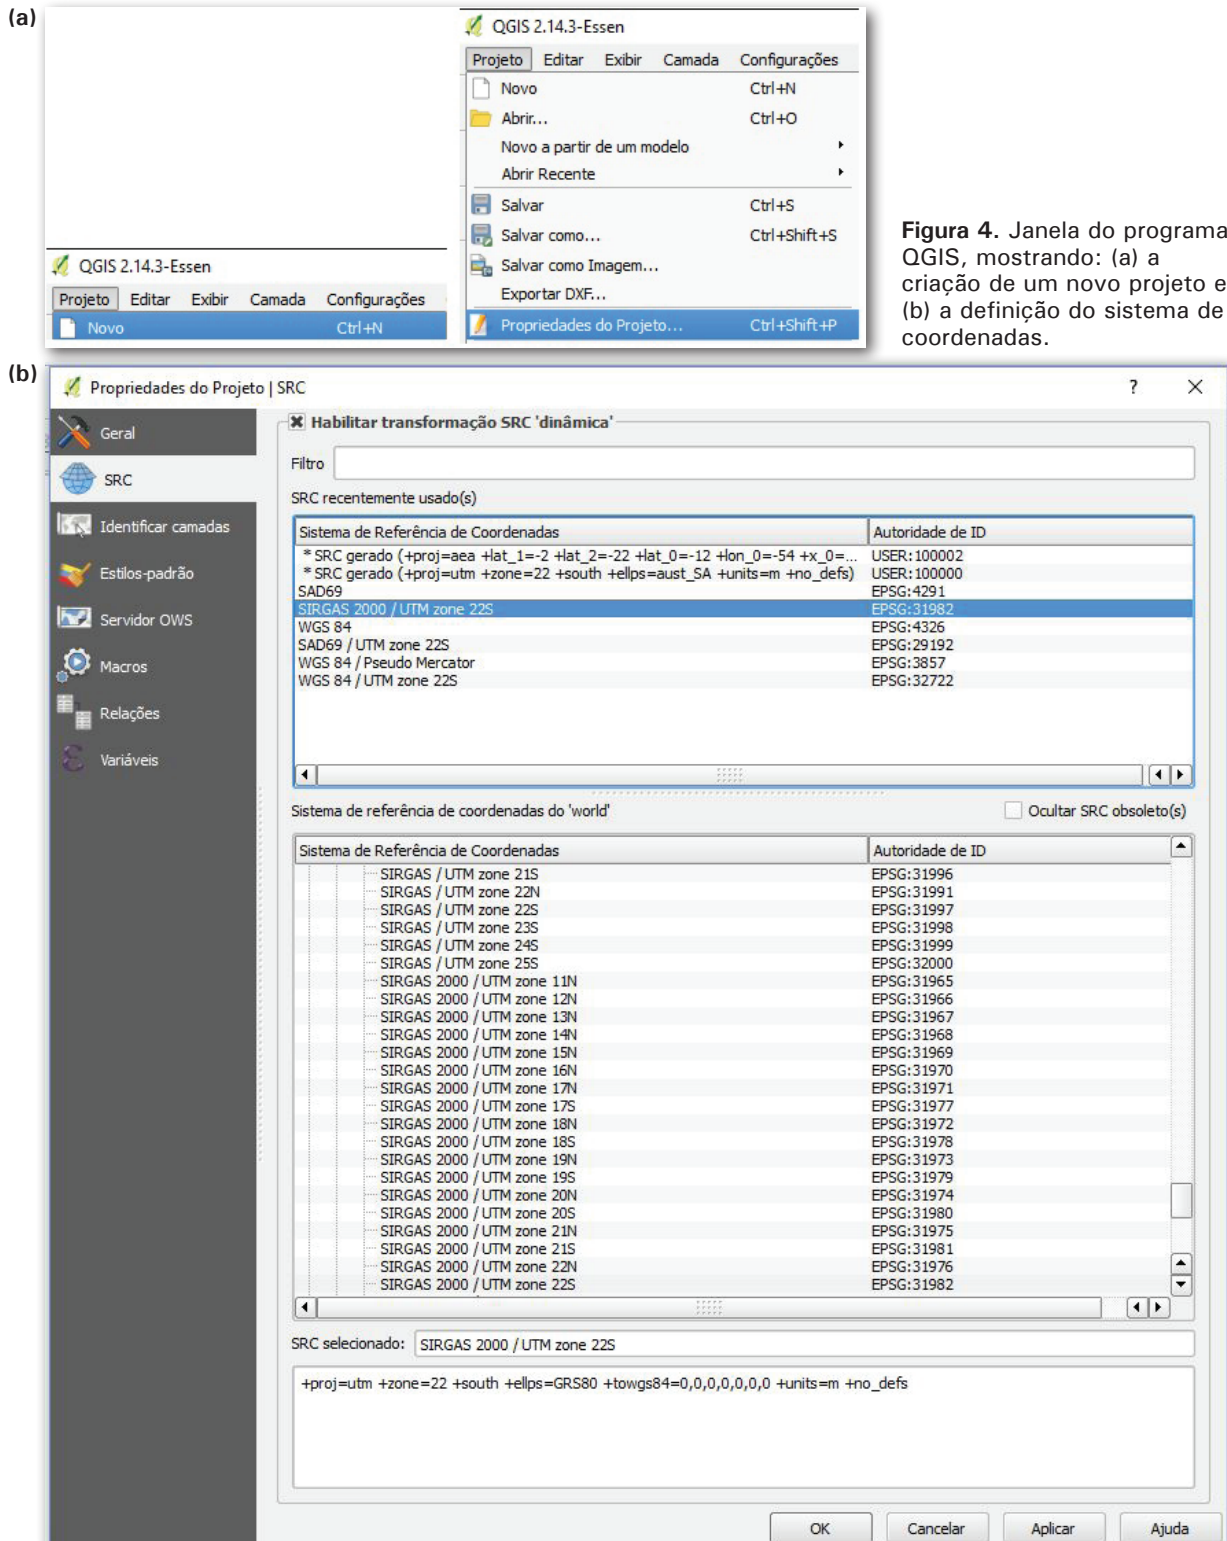 (a)
QGIS 2.14.3-Essen
Projeto Editar Exibir Camada Configurações
Novo Ctrl+N
QGIS 2.14.3-Essen
Projeto Editar Exibir Camada Configurações
Novo Ctrl+N
Abrir... Ctrl+O
Novo a partir de um modelo
Abrir Recente
Salvar Ctrl+S
Salvar como... Ctrl+Shift+S
Salvar como Imagem...
Exportar DXF...
Propriedades do Projeto... Ctrl+Shift+P
Figura 4. Janela do programa
QGIS, mostrando: (a) a
criação de um novo projeto e
(b) a definição do sistema de
coordenadas.
(b)
Propriedades do Projeto | SRC
Geral
SRC
Identificar camadas
Estilos-padrão
Servidor OWS
Macros
Relações
Variáveis
Habilitar transformação SRC 'dinâmica'
Filtro
SRC recentemente usado(s)
Sistema de Referência de Coordenadas Autoridade de ID
* SRC gerado (+proj=aea +lat_1=-2 +lat_2=-22 +lat_0=-12 +lon_0=-54 +x_0=... USER:100002
* SRC gerado (+proj=utm +zone=22 +south +ellps=aust_SA +units=m +no_defs) USER:100000
SAD69 EPSG:4291
SIRGAS 2000 / UTM zone 22S EPSG:31982
WGS 84 EPSG:4326
SAD69 / UTM zone 22S EPSG:29192
WGS 84 / Pseudo Mercator EPSG:3857
WGS 84 / UTM zone 22S EPSG:32722
Sistema de referência de coordenadas do 'world' Ocultar SRC obsoleto(s)
Sistema de Referência de Coordenadas Autoridade de ID
SIRGAS / UTM zone 21S EPSG:31996
SIRGAS / UTM zone 22N EPSG:31991
SIRGAS / UTM zone 22S EPSG:31997
SIRGAS / UTM zone 23S EPSG:31998
SIRGAS / UTM zone 24S EPSG:31999
SIRGAS / UTM zone 25S EPSG:32000
SIRGAS 2000 / UTM zone 11N EPSG:31965
SIRGAS 2000 / UTM zone 12N EPSG:31966
SIRGAS 2000 / UTM zone 13N EPSG:31967
SIRGAS 2000 / UTM zone 14N EPSG:31968
SIRGAS 2000 / UTM zone 15N EPSG:31969
SIRGAS 2000 / UTM zone 16N EPSG:31970
SIRGAS 2000 / UTM zone 17N EPSG:31971
SIRGAS 2000 / UTM zone 17S EPSG:31977
SIRGAS 2000 / UTM zone 18N EPSG:31972
SIRGAS 2000 / UTM zone 18S EPSG:31978
SIRGAS 2000 / UTM zone 19N EPSG:31973
SIRGAS 2000 / UTM zone 19S EPSG:31979
SIRGAS 2000 / UTM zone 20N EPSG:31974
SIRGAS 2000 / UTM zone 20S EPSG:31980
SIRGAS 2000 / UTM zone 21N EPSG:31975
SIRGAS 2000 / UTM zone 21S EPSG:31981
SIRGAS 2000 / UTM zone 22N EPSG:31976
SIRGAS 2000 / UTM zone 22S EPSG:31982
SRC selecionado: SIRGAS 2000 / UTM zone 22S
+proj=utm +zone=22 +south +ellps=GRS80 +towgs84=0,0,0,0,0,0,0 +units=m +no_defs
OK Cancelar Aplicar Ajuda